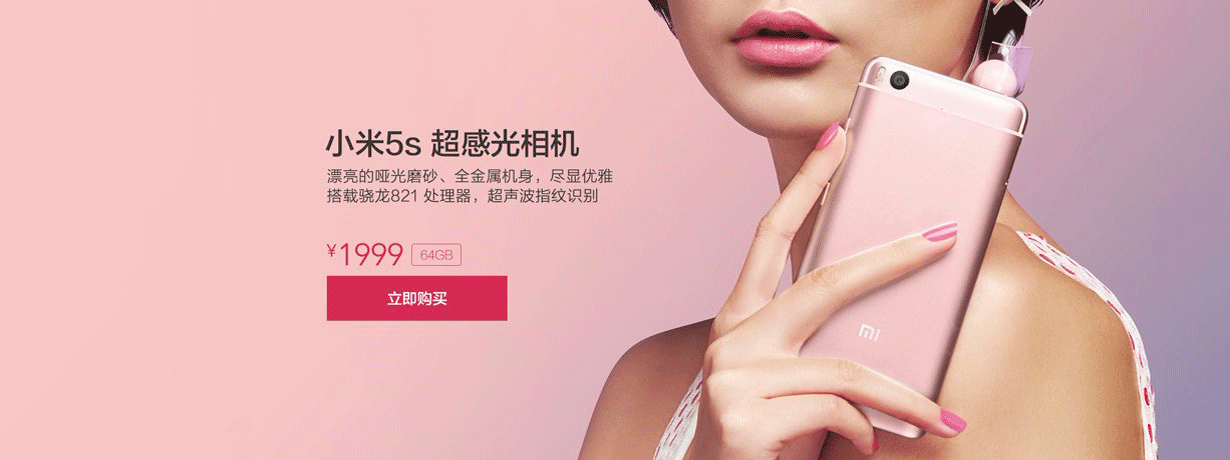 小米5s 超感光相机
漂亮的哑光磨砂、全金属机身，尽显优雅
搭载骁龙821 处理器，超声波指纹识别
¥1999 64GB
立即购买
mi